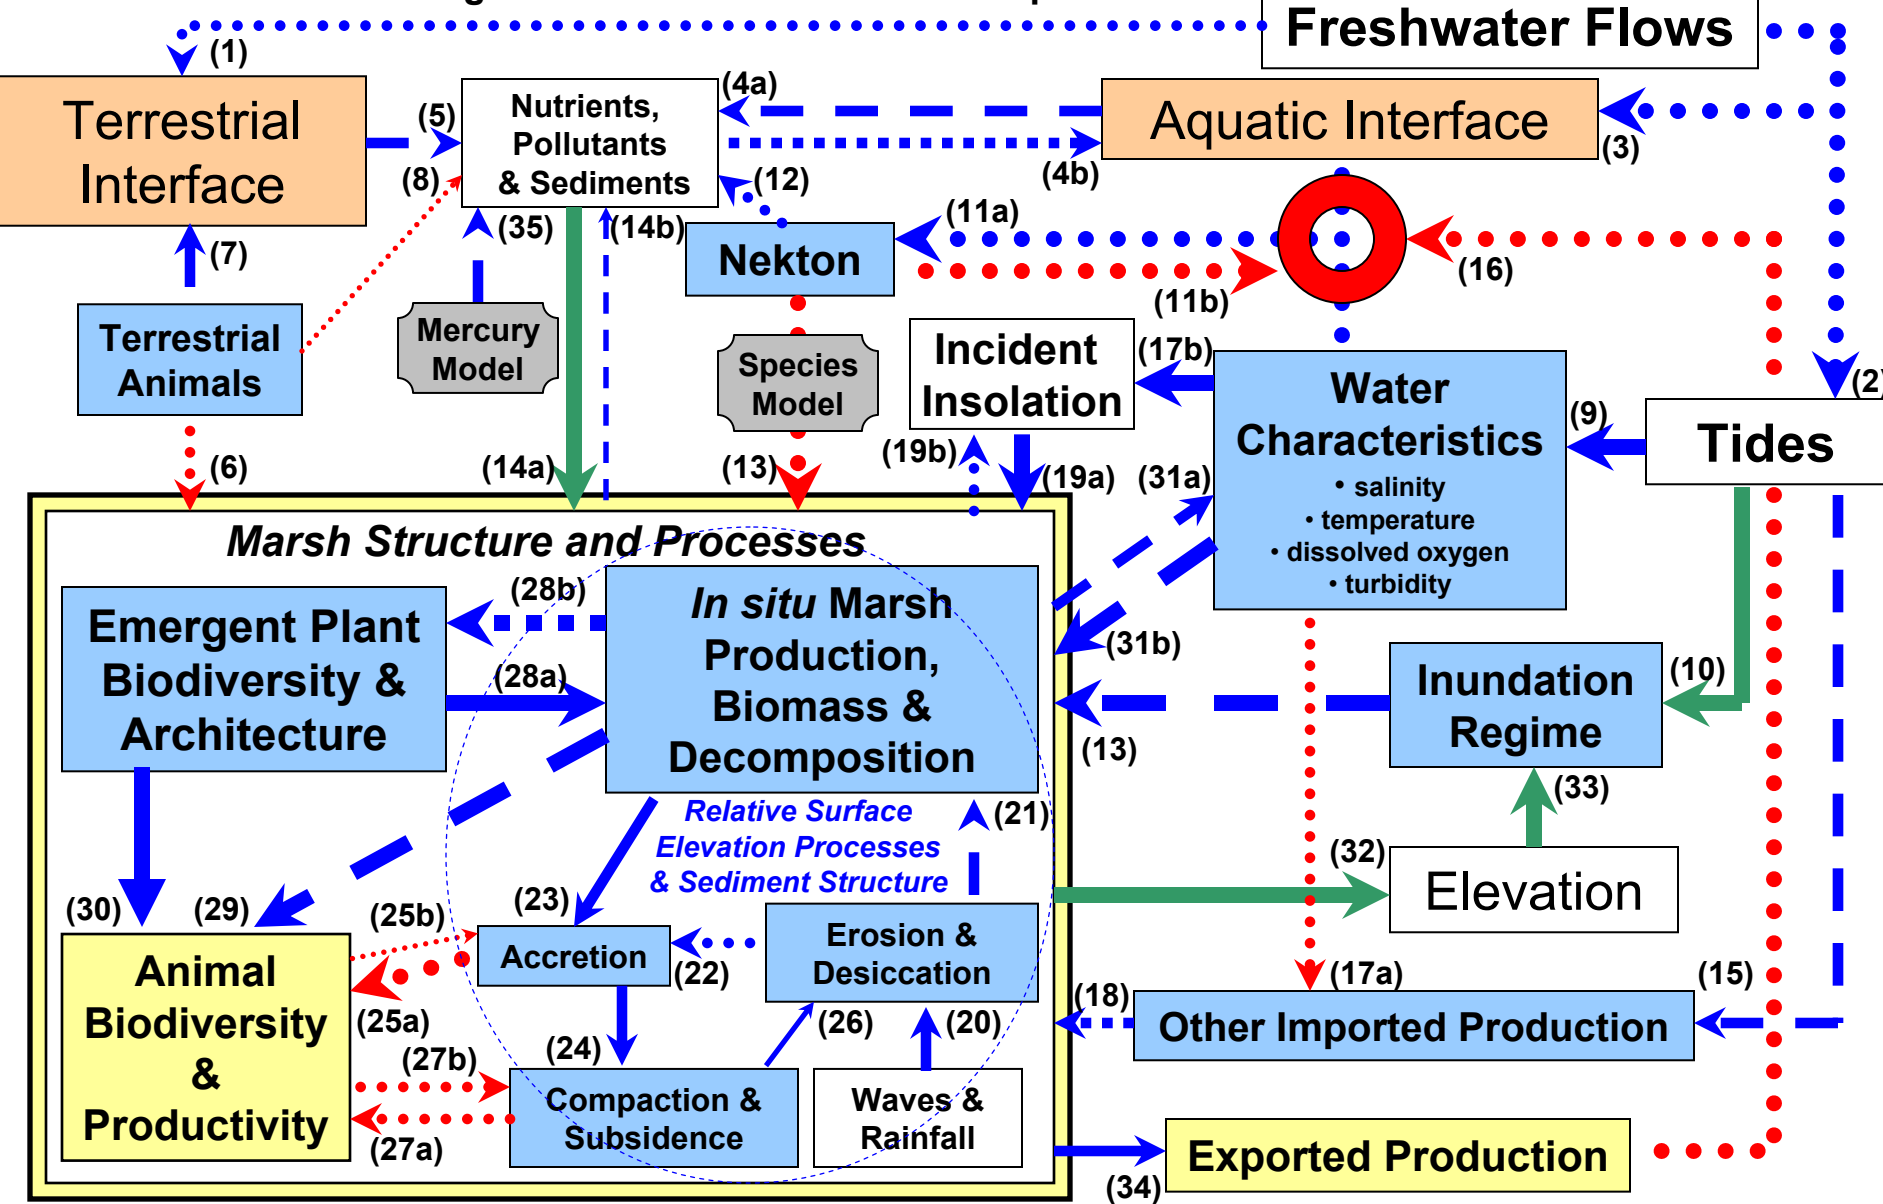 Freshwater Flows
(1)
Terrestrial
Interface
(5)
(8)
Nutrients,
Pollutants
& Sediments
(4a)
(4b)
Aquatic Interface
(3)
(12)
(7)
(35)
(14b)
Nekton
(11a)
(11b)
(16)
Terrestrial
Animals
Mercury
Model
Species
Model
Incident
Insolation
(17b)
Water
Characteristics
• salinity
• temperature
• dissolved oxygen
• turbidity
(9)
(2)
Tides
(6)
(14a)
(13)
(19b)
(19a)
(31a)
Marsh Structure and Processes
Emergent Plant
Biodiversity &
Architecture
(28b)
(28a)
In situ Marsh
Production,
Biomass &
Decomposition
(31b)
(13)
Inundation
Regime
(10)
(33)
Relative Surface
Elevation Processes
& Sediment Structure
(21)
(32)
Elevation
(30)
(29)
(25b)
(23)
Animal
Biodiversity
&
Productivity
(25a)
Accretion
(22)
Erosion &
Desiccation
(27b)
(27a)
(24)
(26)
(20)
Compaction &
Subsidence
Waves &
Rainfall
(18)
(17a)
(15)
Other Imported Production
(34)
Exported Production